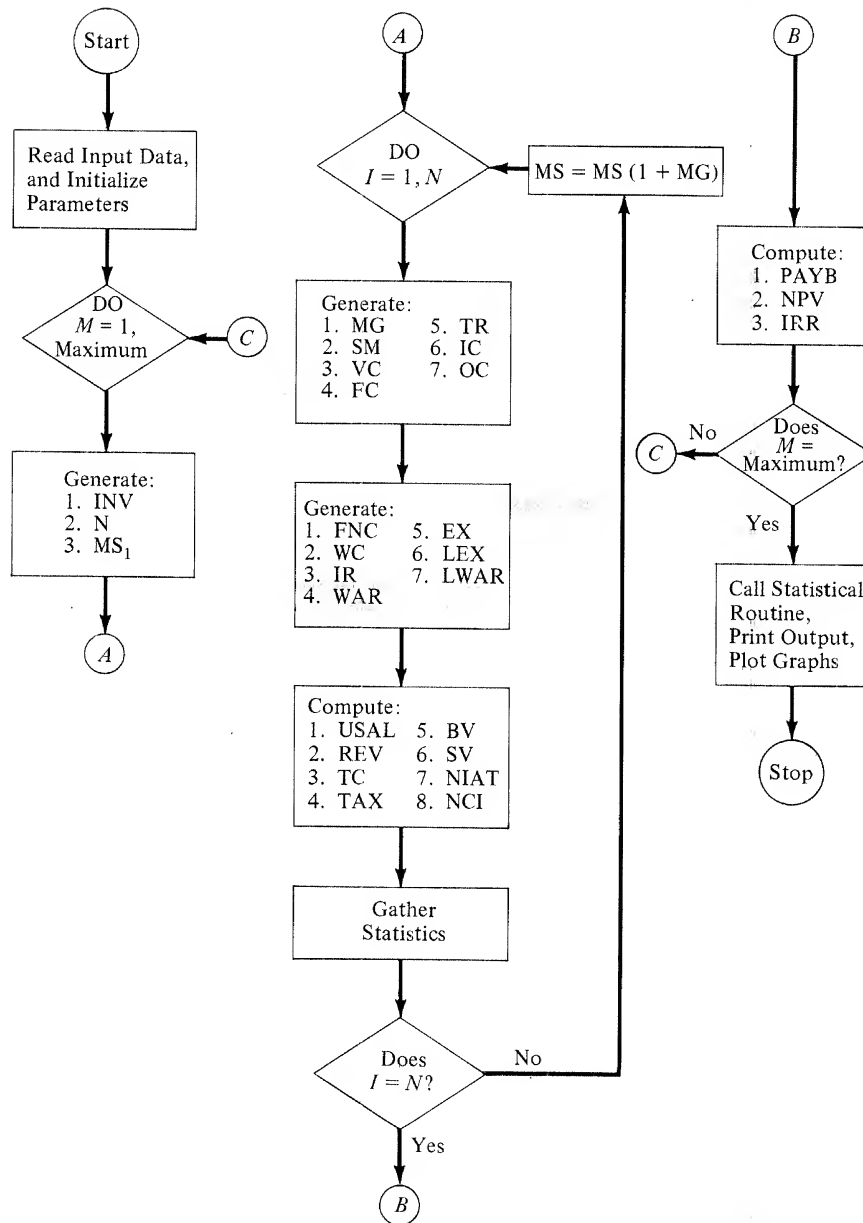 Start
Read Input Data,
and Initialize
Parameters
DO
M = 1,
Maximum
C
Generate:
1. INV
2. N
3. MS₁
A
A
DO
I = 1, N
MS = MS (1 + MG)
Generate:
1. MG 5. TR
2. SM 6. IC
3. VC 7. OC
4. FC
Generate:
1. FNC 5. EX
2. WC 6. LEX
3. IR 7. LWAR
4. WAR
Compute:
1. USAL 5. BV
2. REV 6. SV
3. TC 7. NIAT
4. TAX 8. NCI
Gather
Statistics
Does
I = N?
No
Yes
B
B
Compute:
1. PAYB
2. NPV
3. IRR
Does
M =
Maximum?
No
C
Yes
Call Statistical
Routine,
Print Output,
Plot Graphs
Stop